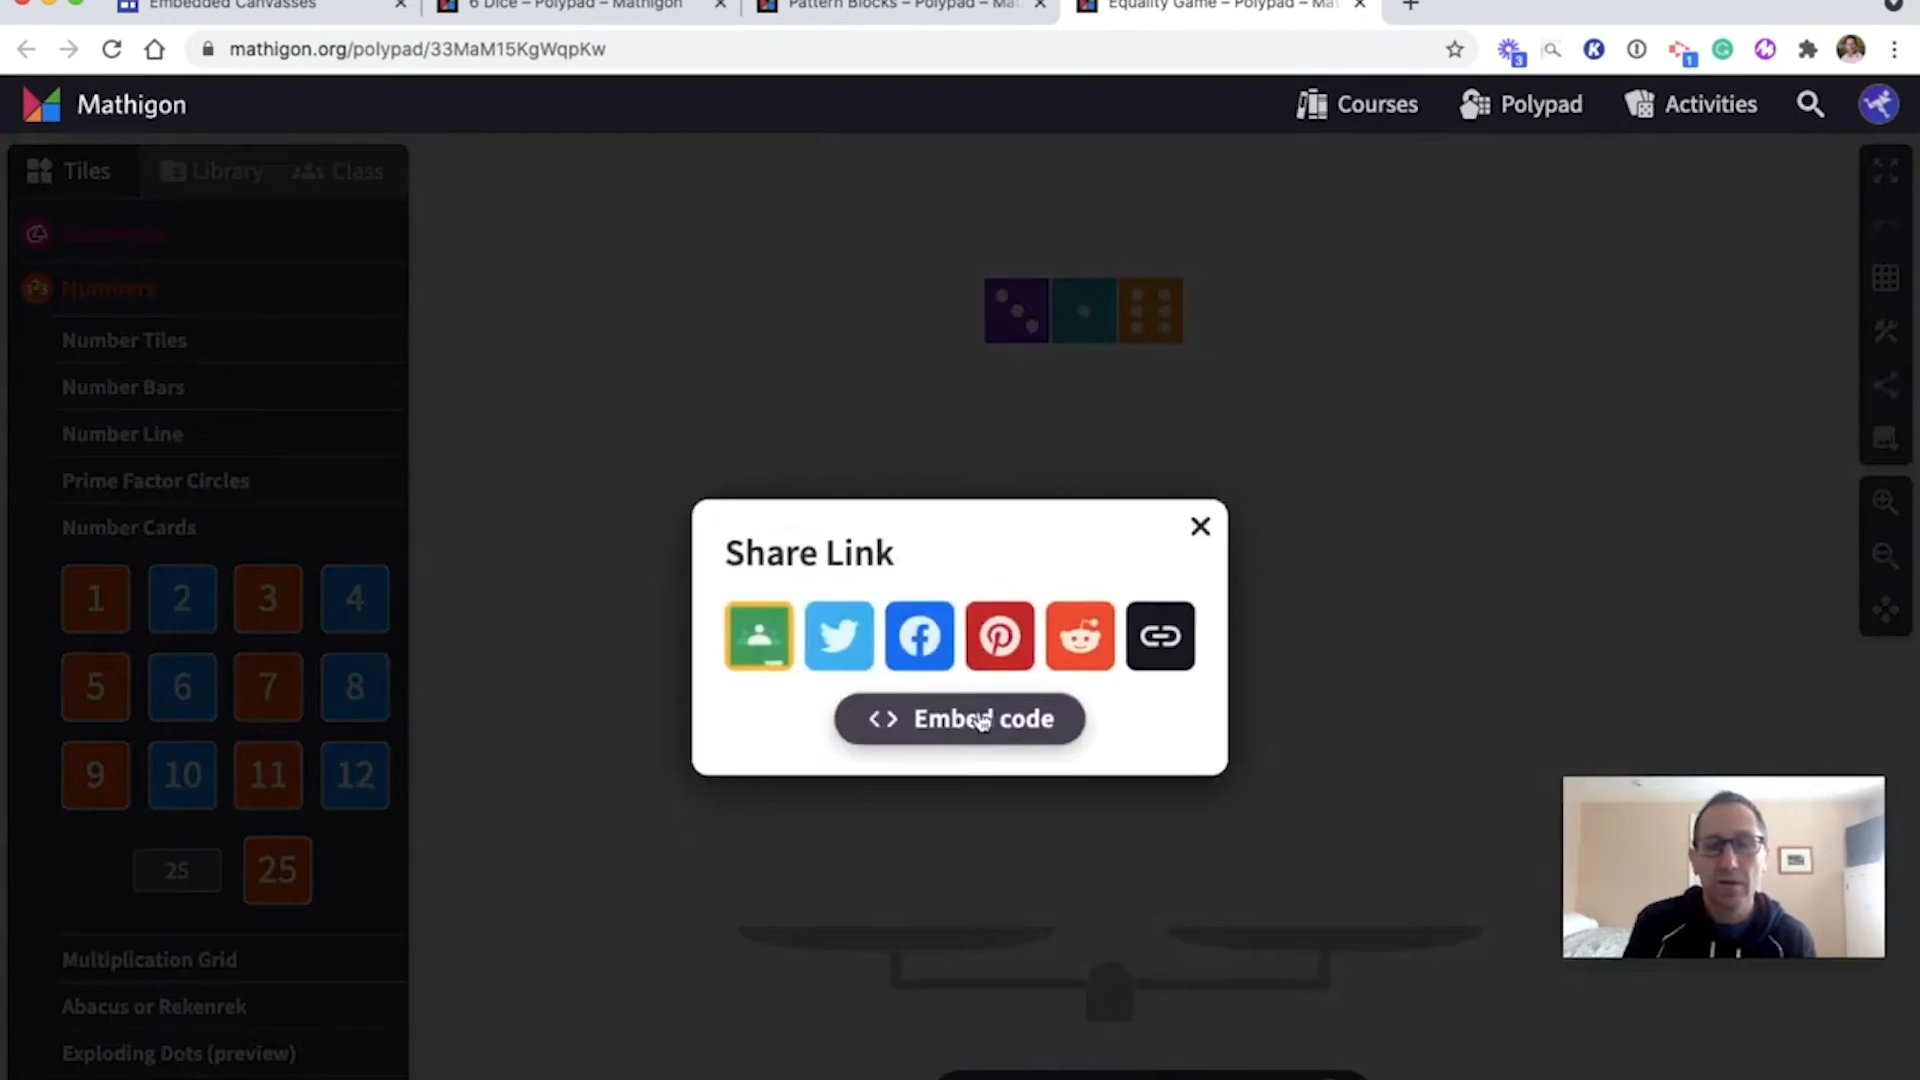 Embedded Canvasses
6 Dice – Polypad – Mathigon
Pattern Blocks – Polypad – Mat
Equality Game – Polypad – Mat
mathigon.org/polypad/33MaM15KgWqpKw
3
1
Mathigon
Courses
Polypad
Activities
Tiles
Library
Class
Numbers
Number Tiles
Number Bars
Number Line
Prime Factor Circles
Number Cards
1 2 3 4
5 6 7 8
9 10 11 12
25 25
Multiplication Grid
Abacus or Rekenrek
Exploding Dots (preview)
Share Link
<> Embed code